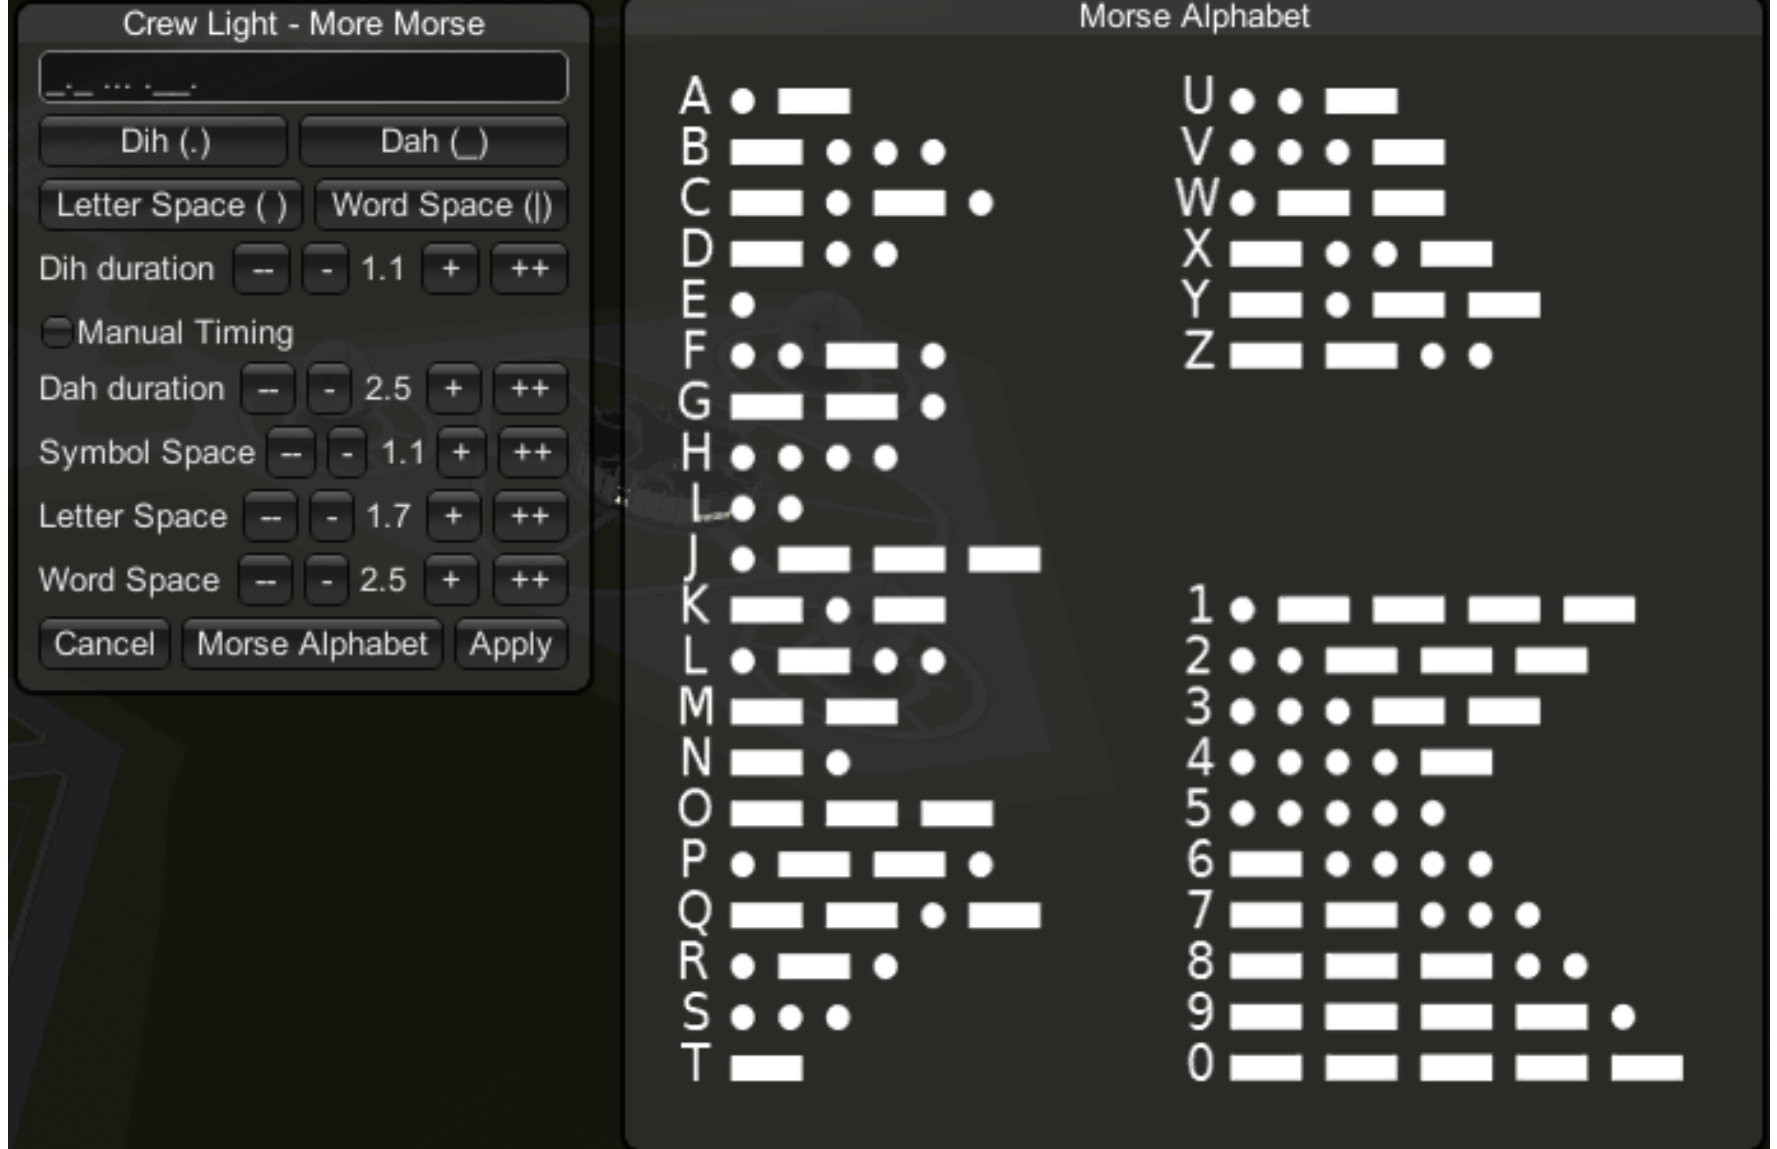 Crew Light - More Morse
_._ ... .__.
Dih (.) Dah (_)
Letter Space ( ) Word Space (|)
Dih duration -- - 1.1 + ++
Manual Timing
Dah duration -- - 2.5 + ++
Symbol Space -- - 1.1 + ++
Letter Space -- - 1.7 + ++
Word Space -- - 2.5 + ++
Cancel Morse Alphabet Apply
Morse Alphabet
A
B
C
D
E
F
G
H
I
J
K
L
M
N
O
P
Q
R
S
T
U
V
W
X
Y
Z
1
2
3
4
5
6
7
8
9
0